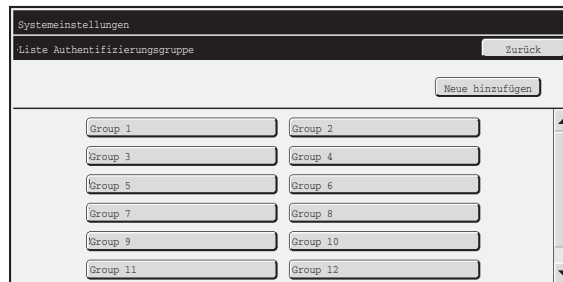 Systemeinstellungen
Liste Authentifizierungsgruppe
Zurück
Neue hinzufügen
Group 1
Group 2
Group 3
Group 4
Group 5
Group 6
Group 7
Group 8
Group 9
Group 10
Group 11
Group 12